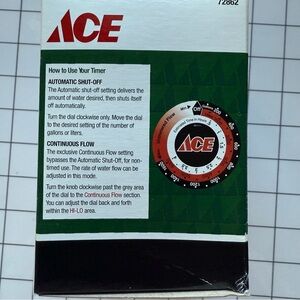 72862
ACE
How to Use Your Timer
AUTOMATIC SHUT-OFF
The Automatic shut-off setting delivers the
amount of water desired, then shuts itself
off automatically.
Turn the dial clockwise only. Move the dial
to the desired setting of the number of
gallons or liters.
CONTINUOUS FLOW
The exclusive Continuous Flow setting
bypasses the Automatic Shut-Off, for non-
timed use. The rate of water flow can be
adjusted in this mode.
Turn the knob clockwise past the grey area
of the dial to the Continuous Flow section.
You can adjust the dial back and forth
within the HI-LO area.
Off
ACE